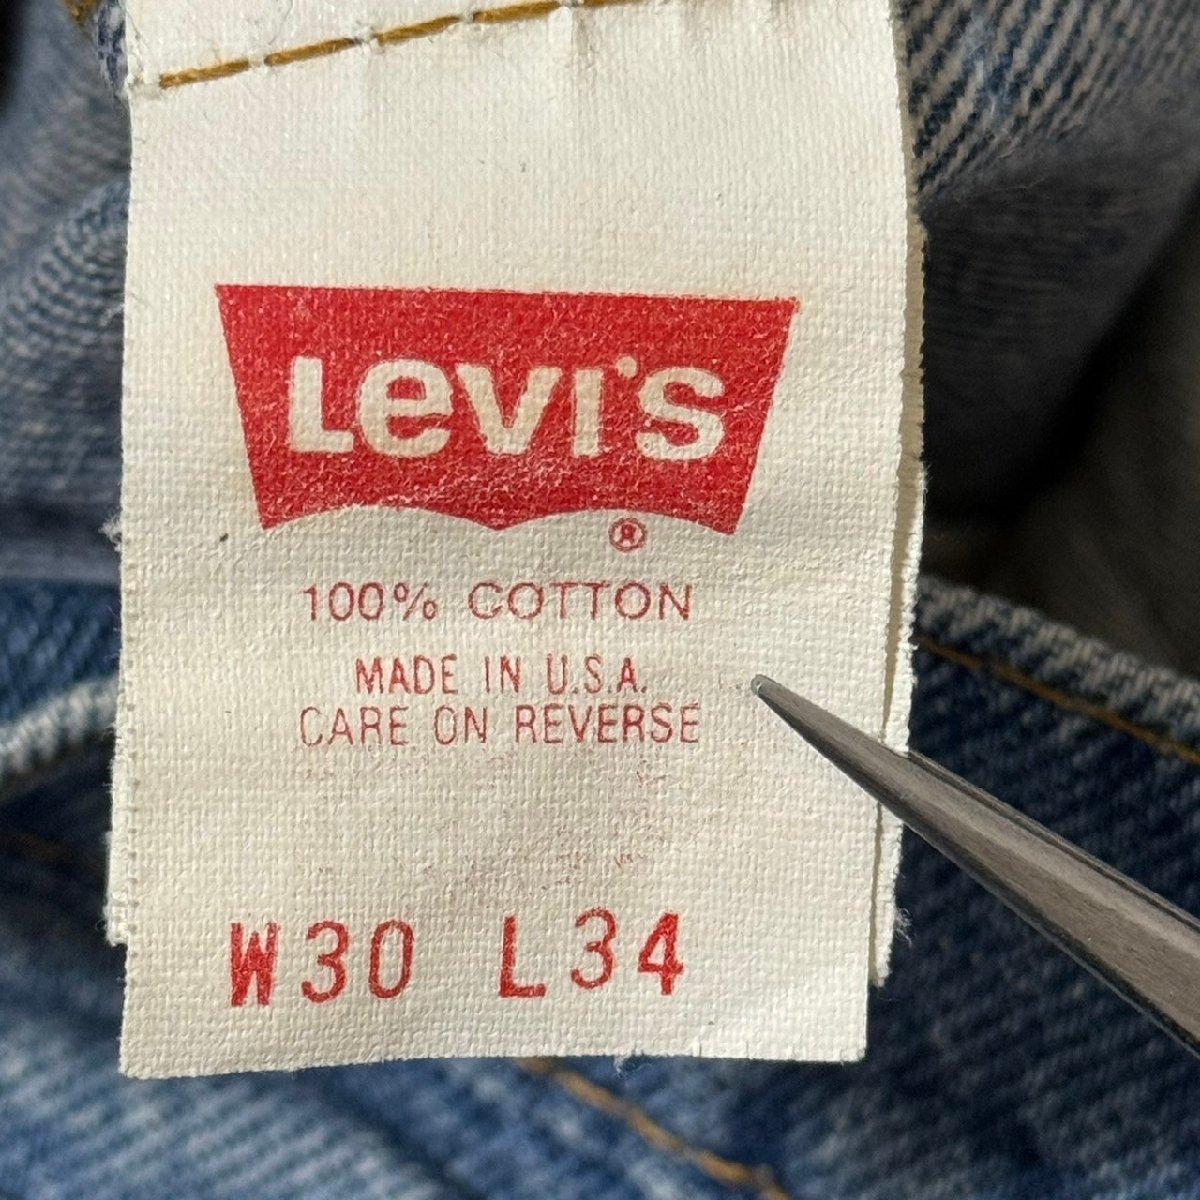 Levi's
®
100% COTTON
MADE IN U.S.A.
CARE ON REVERSE
W30 L34